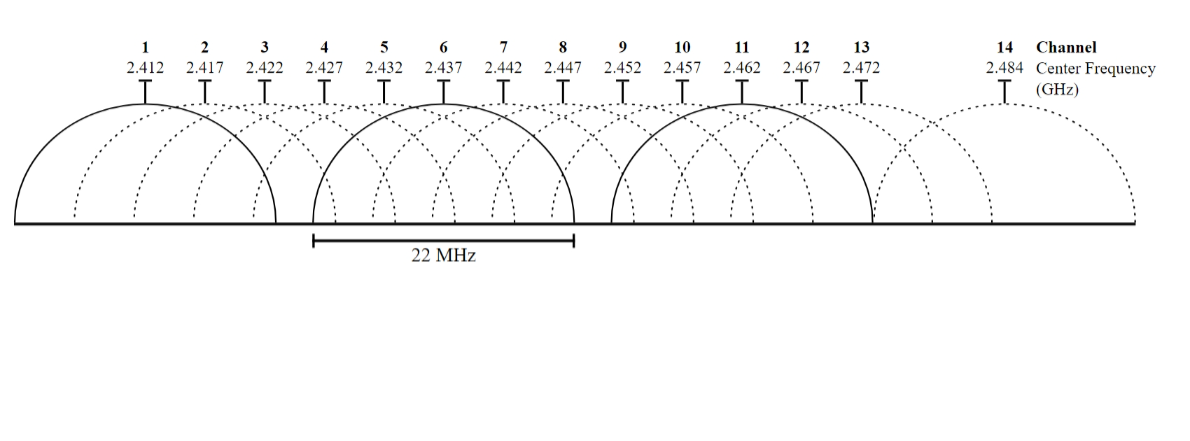 1 2 3 4 5 6 7 8 9 10 11 12 13 14 Channel
2.412 2.417 2.422 2.427 2.432 2.437 2.442 2.447 2.452 2.457 2.462 2.467 2.472 2.484 Center Frequency
(GHz)
22 MHz